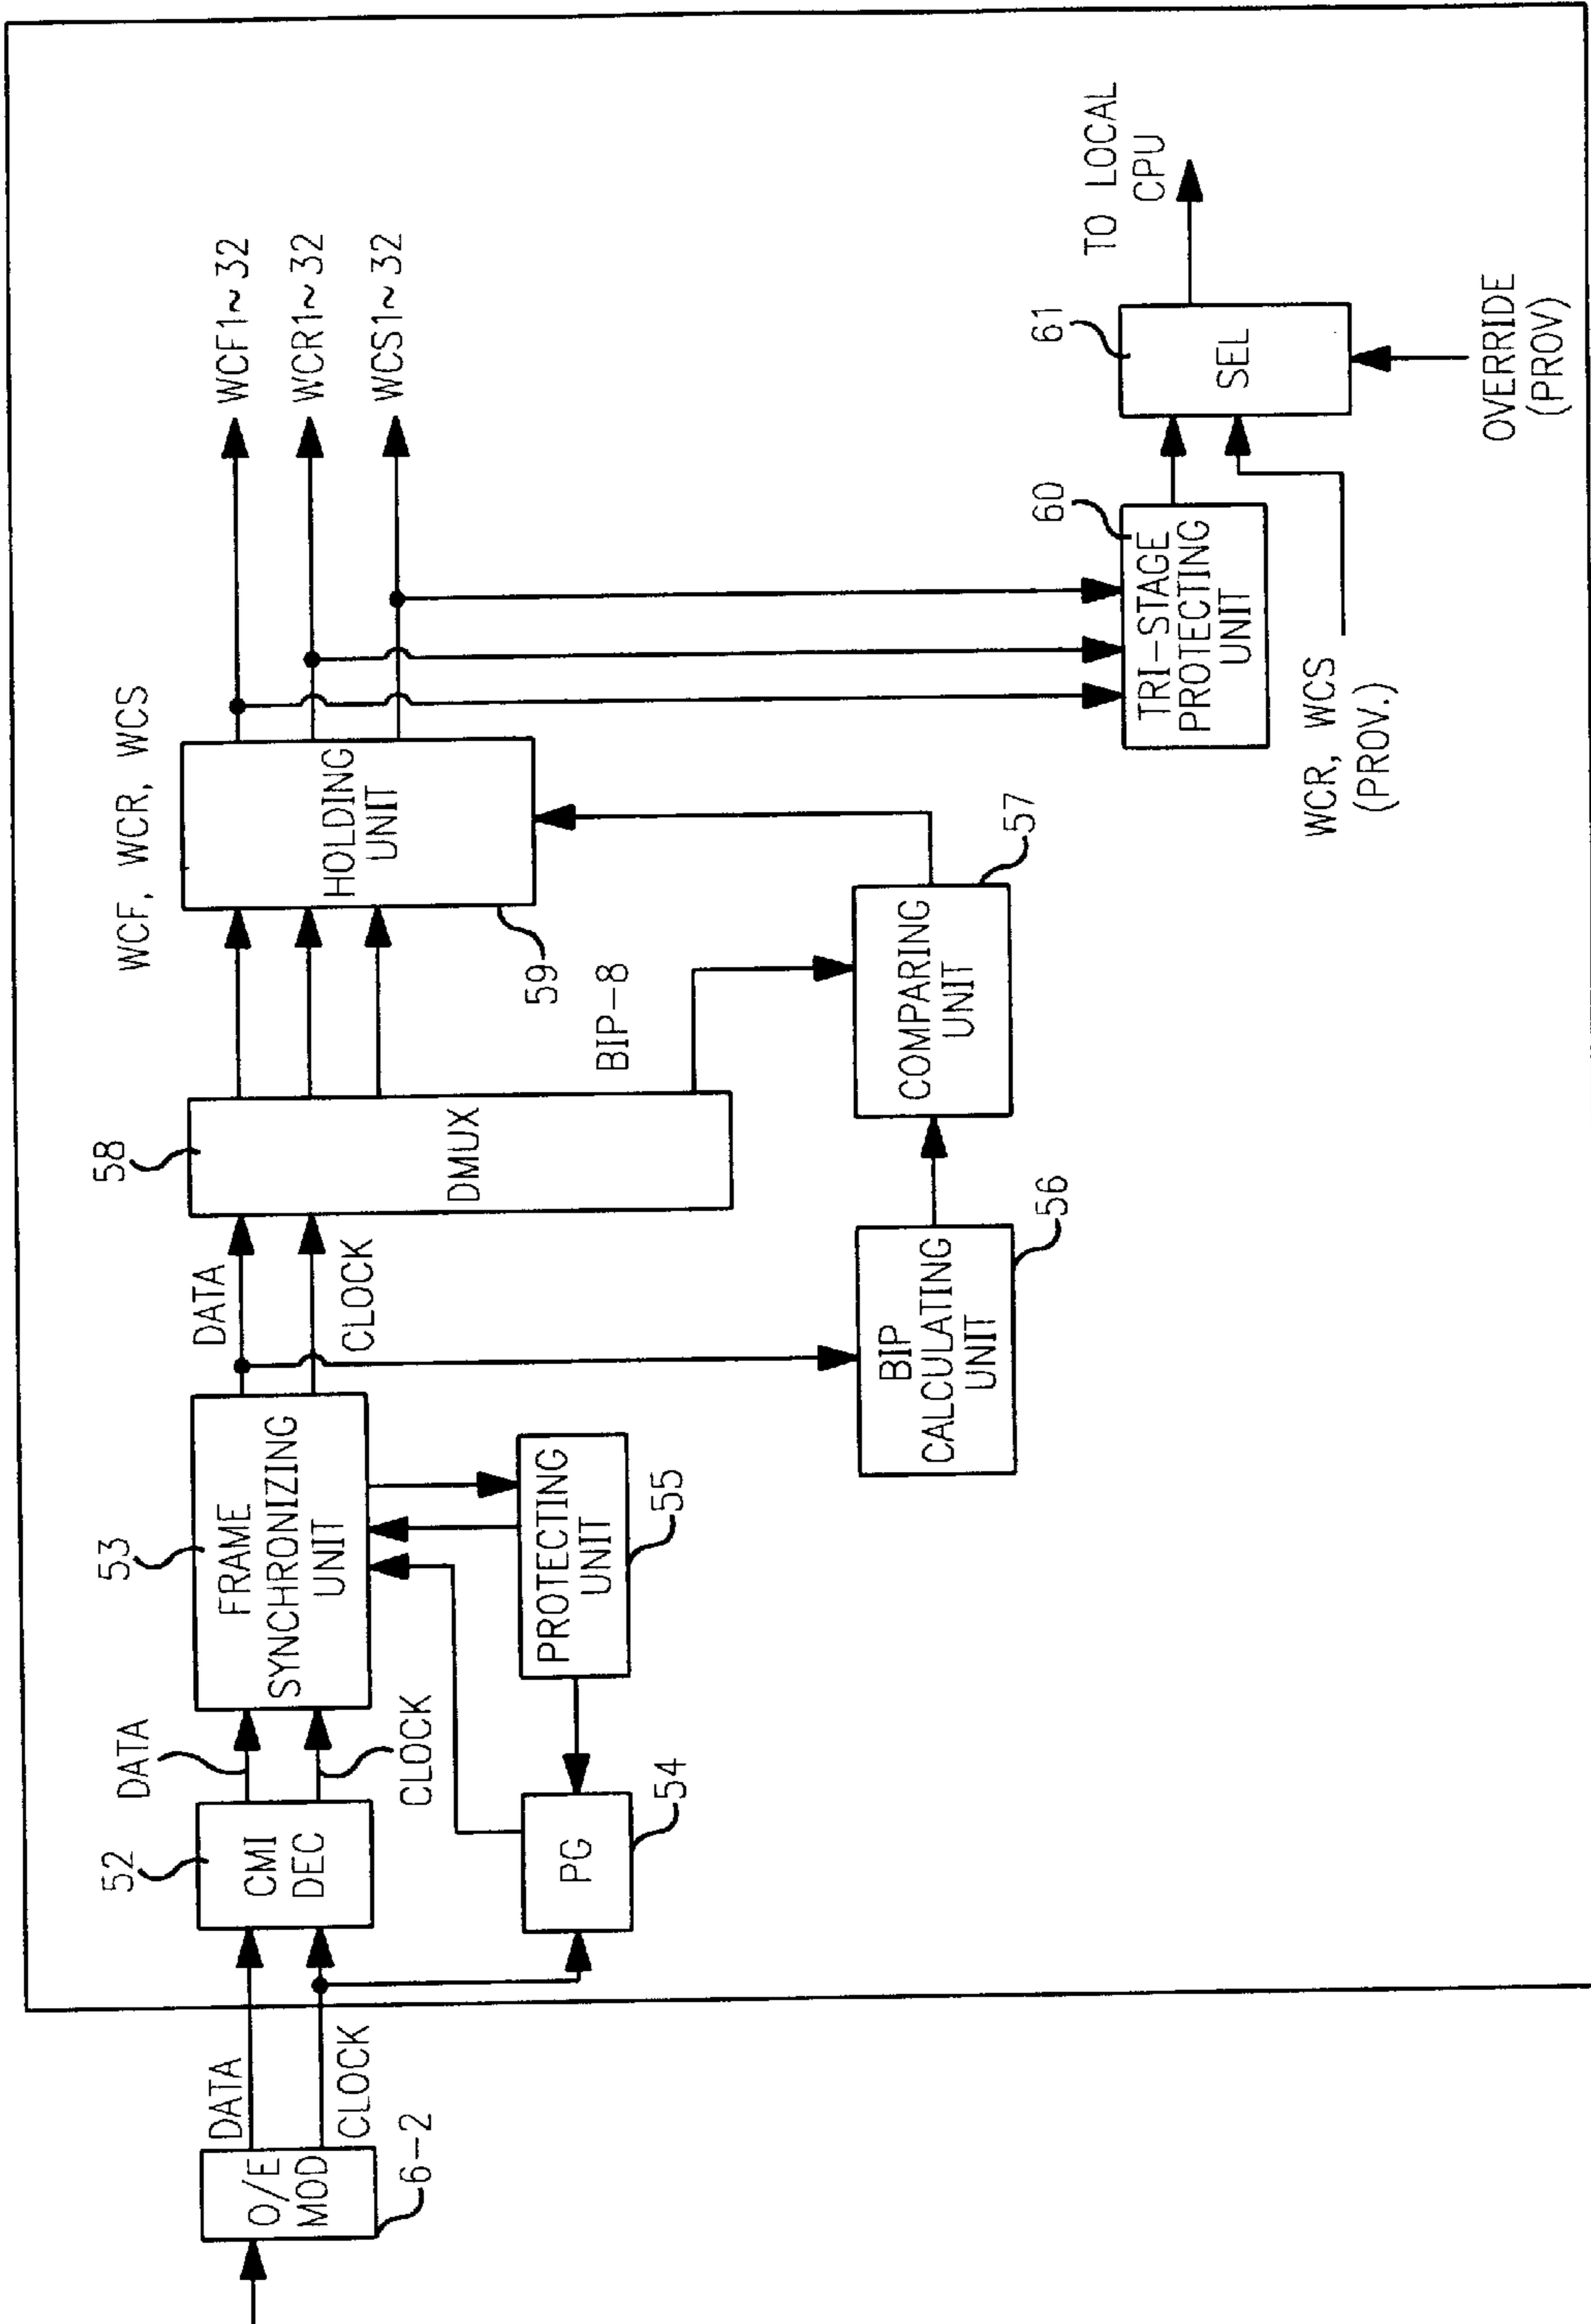 O/E
MOD
6-2
DATA
CLOCK
52
CMI
DEC
DATA
CLOCK
53
FRAME
SYNCHRONIZING
UNIT
PG
54
PROTECTING
UNIT
55
DATA
CLOCK
58
DMUX
BIP-8
BIP
CALCULATING
UNIT
56
COMPARING
UNIT
57
WCF, WCR, WCS
HOLDING
UNIT
59
WCF1~32
WCR1~32
WCS1~32
60
TRI-STAGE
PROTECTING
UNIT
WCR, WCS
(PROV.)
61
SEL
OVERRIDE
(PROV)
TO LOCAL
CPU